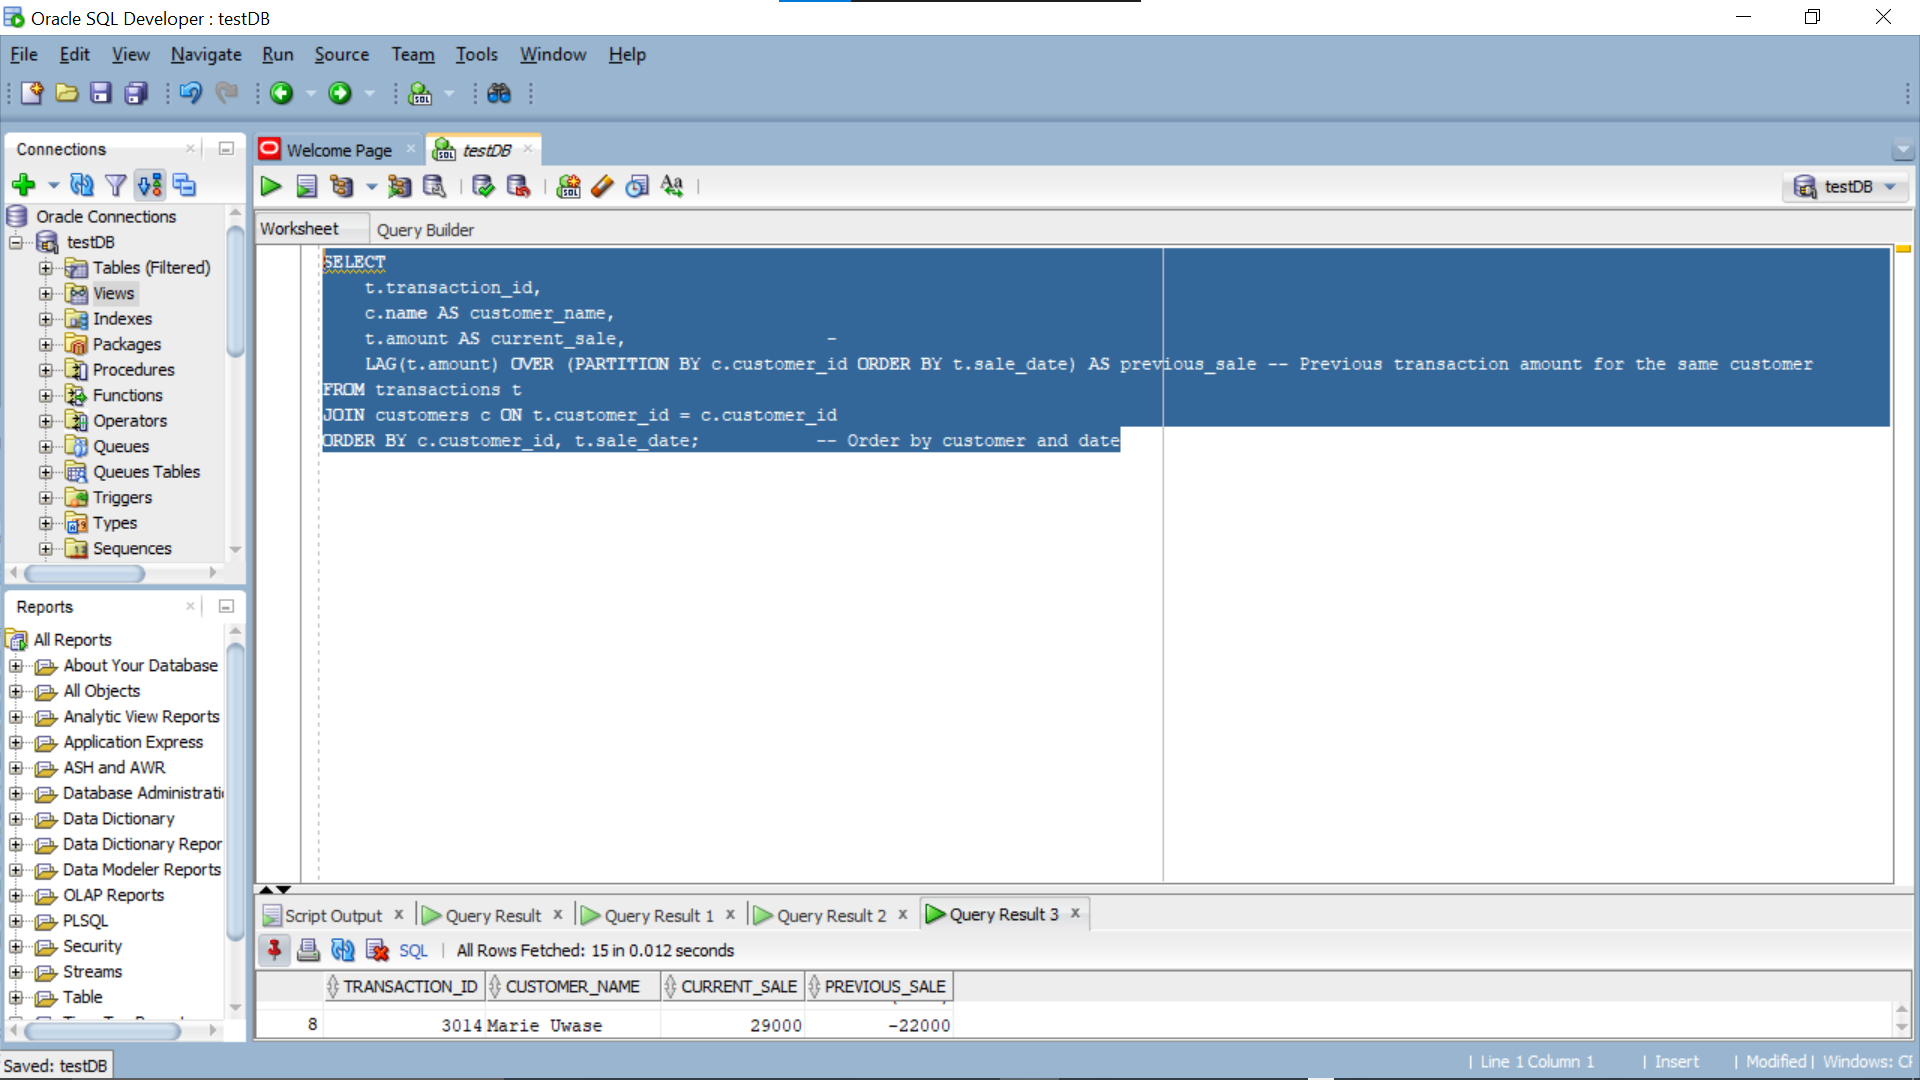 Oracle SQL Developer : testDB
File Edit View Navigate Run Source Team Tools Window Help
Connections
Oracle Connections
testDB
Tables (Filtered)
Views
Indexes
Packages
Procedures
Functions
Operators
Queues
Queues Tables
Triggers
Types
Sequences
Reports
All Reports
About Your Database
All Objects
Analytic View Reports
Application Express
ASH and AWR
Database Administrati
Data Dictionary
Data Dictionary Repor
Data Modeler Reports
OLAP Reports
PLSQL
Security
Streams
Table
Welcome Page testDB
testDB
Worksheet Query Builder
SELECT
t.transaction_id,
c.name AS customer_name,
t.amount AS current_sale, -
LAG(t.amount) OVER (PARTITION BY c.customer_id ORDER BY t.sale_date) AS previous_sale -- Previous transaction amount for the same customer
FROM transactions t
JOIN customers c ON t.customer_id = c.customer_id
ORDER BY c.customer_id, t.sale_date; -- Order by customer and date
Script Output x Query Result x Query Result 1 x Query Result 2 x Query Result 3 x
SQL | All Rows Fetched: 15 in 0.012 seconds
TRANSACTION_ID CUSTOMER_NAME CURRENT_SALE PREVIOUS_SALE
8 3014 Marie Uwase 29000 -22000
Saved: testDB
| Line 1 Column 1 | Insert | Modified | Windows: CR